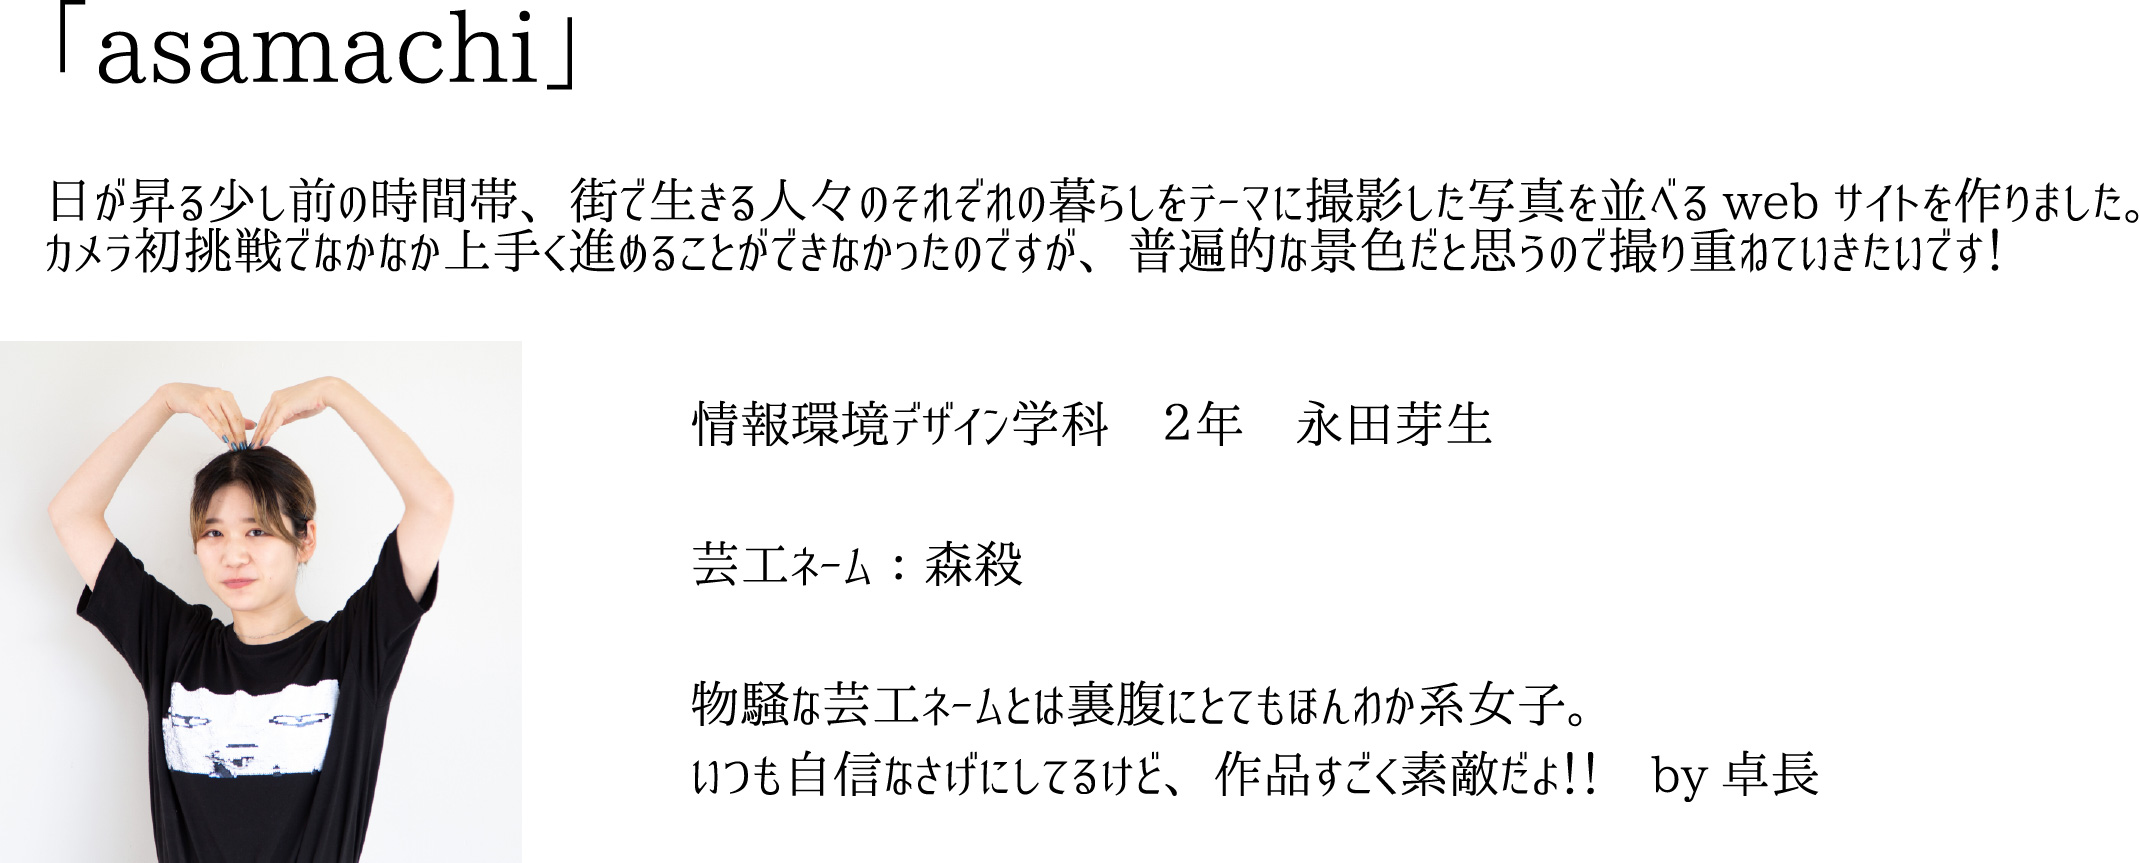 「asamachi」
日が昇る少し前の時間帯、街で生きる人々のそれぞれの暮らしをテーマに撮影した写真を並べる web サイトを作りました。
カメラ初挑戦でなかなか上手く進めることができなかったのですが、普遍的な景色だと思うので撮り重ねていきたいです!
情報環境デザイン学科　2年　永田芽生
芸工ネーム：森殺
物騒な芸工ネームとは裏腹にとてもほんわか系女子。
いつも自信なさげにしてるけど、作品すごく素敵だよ!!　by 卓長